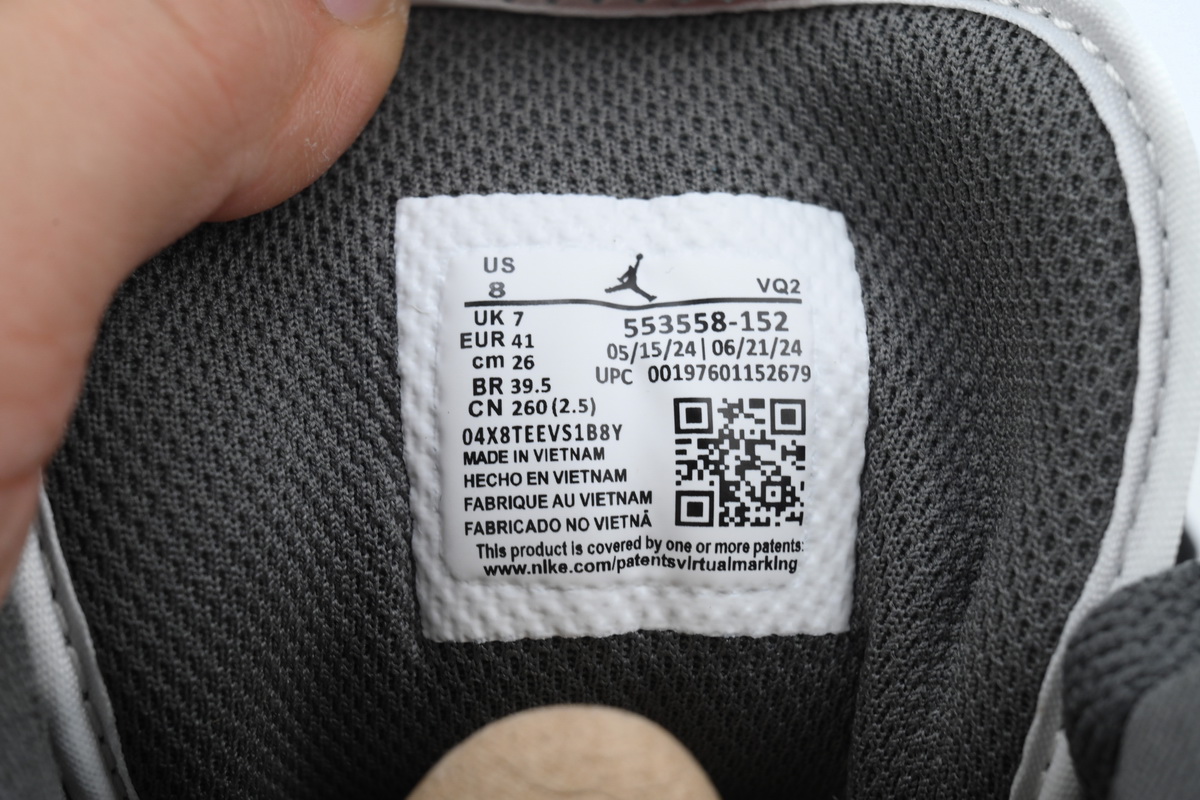 US
8
VQ2
UK 7
EUR 41
cm 26
BR 39.5
CN 260 (2.5)
553558-152
05/15/24 | 06/21/24
UPC 00197601152679
04X8TEEVS1B8Y
MADE IN VIETNAM
HECHO EN VIETNAM
FABRIQUE AU VIETNAM
FABRICADO NO VIETNÃ
This product is covered by one or more patents:
www.nike.com/patentsvirtualmarking